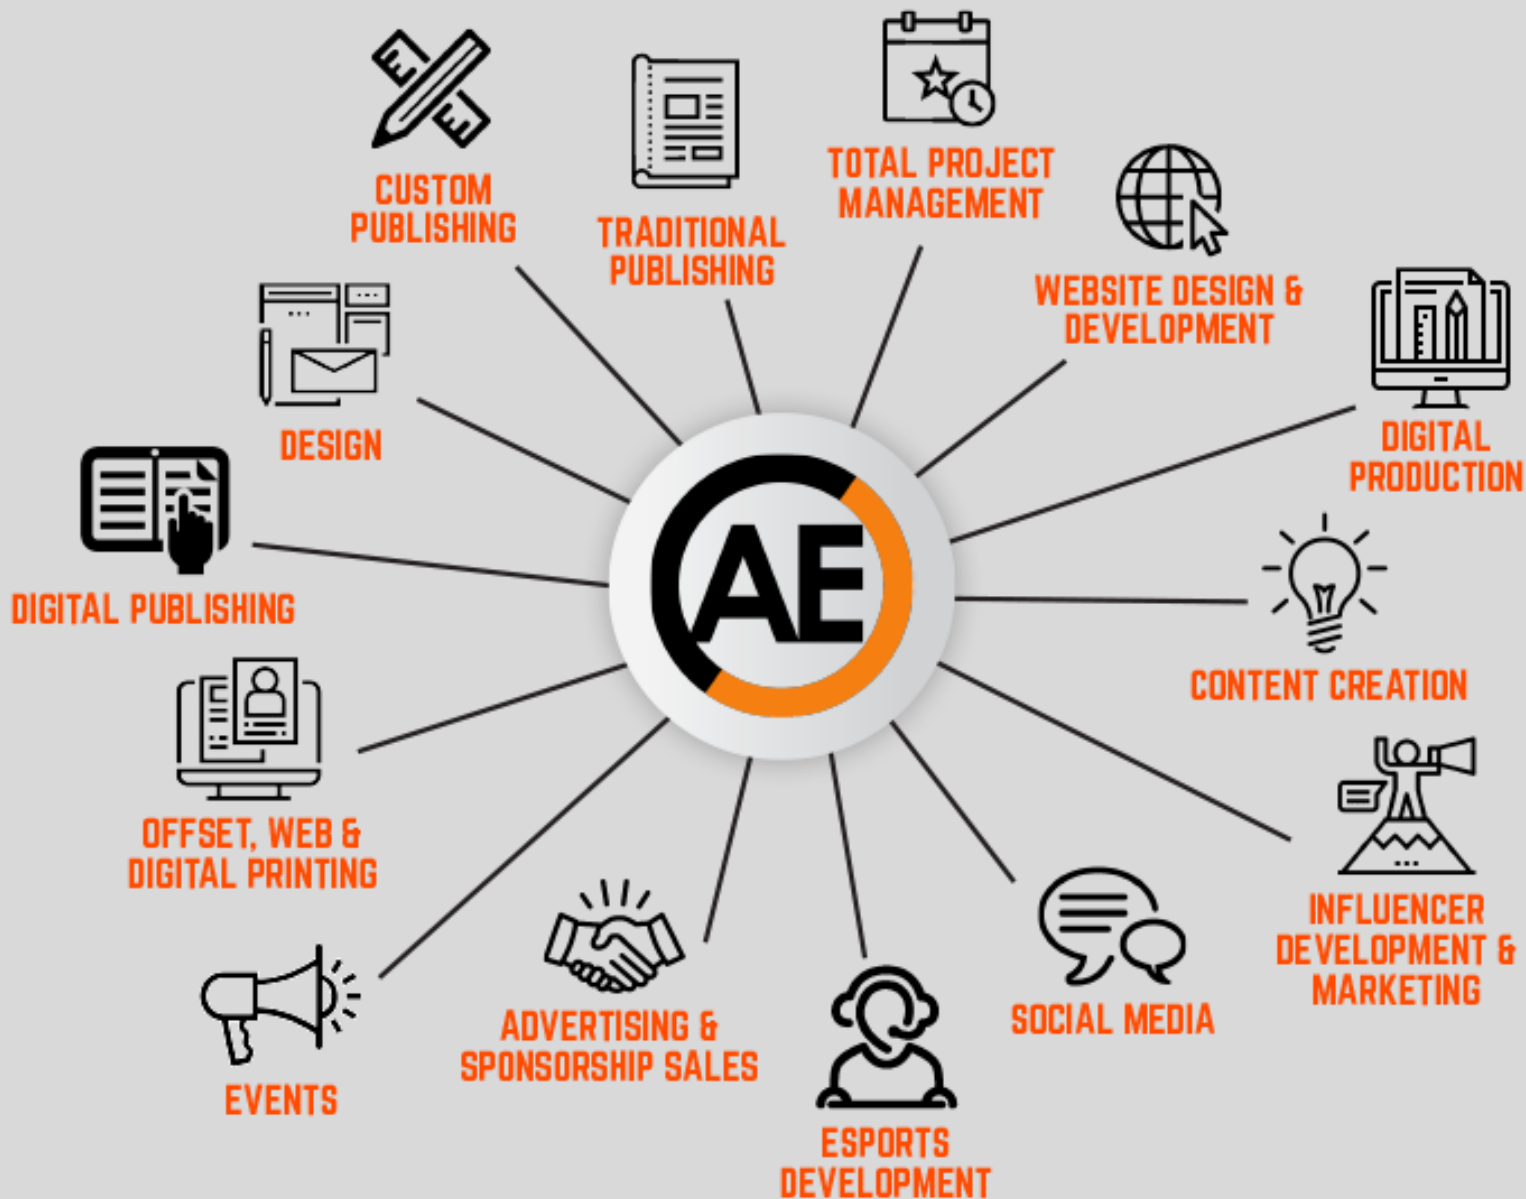 CUSTOM
PUBLISHING
TRADITIONAL
PUBLISHING
TOTAL PROJECT
MANAGEMENT
WEBSITE DESIGN &
DEVELOPMENT
DIGITAL
PRODUCTION
CONTENT CREATION
INFLUENCER
DEVELOPMENT &
MARKETING
SOCIAL MEDIA
ESPORTS
DEVELOPMENT
ADVERTISING &
SPONSORSHIP SALES
EVENTS
OFFSET, WEB &
DIGITAL PRINTING
DIGITAL PUBLISHING
DESIGN
AE